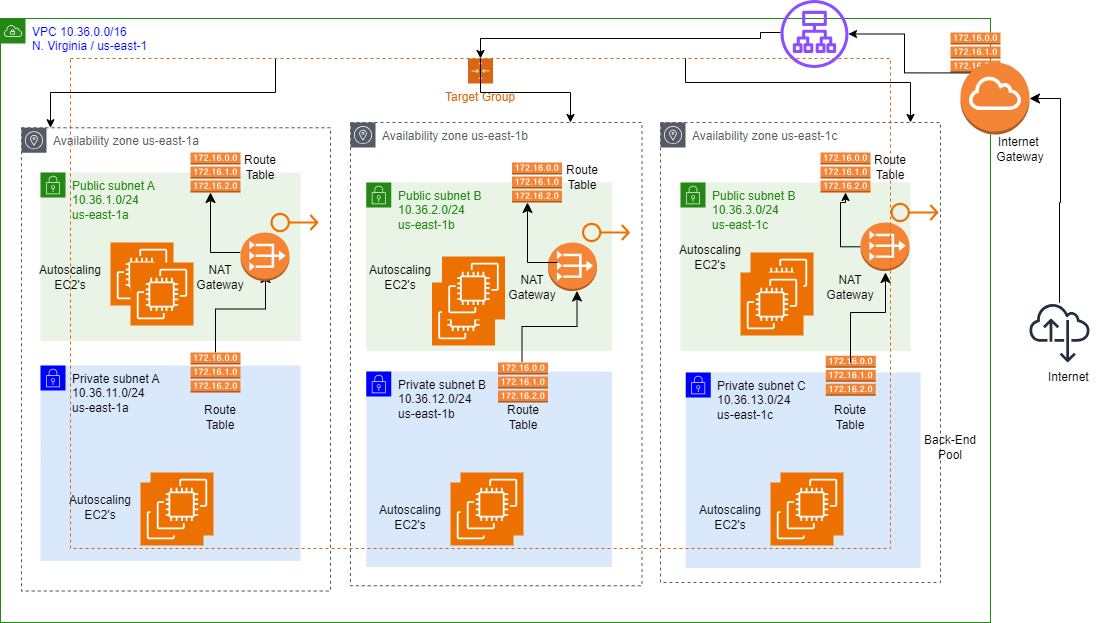 VPC 10.36.0.0/16
N. Virginia / us-east-1
172.16.0.0
172.16.1.0
172.16.
Target Group
Internet
Gateway
Availability zone us-east-1a
172.16.0.0
172.16.1.0
172.16.2.0
Route
Table
Public subnet A
10.36.1.0/24
us-east-1a
Autoscaling
EC2's
NAT
Gateway
172.16.0.0
172.16.1.0
172.16.2.0
Route
Table
Private subnet A
10.36.11.0/24
us-east-1a
Autoscaling
EC2's
Availability zone us-east-1b
172.16.0.0
172.16.1.0
172.16.2.0
Route
Table
Public subnet B
10.36.2.0/24
us-east-1b
Autoscaling
EC2's
NAT
Gateway
172.16.0.0
172.16.1.0
172.16.2.0
Route
Table
Private subnet B
10.36.12.0/24
us-east-1b
Autoscaling
EC2's
Availability zone us-east-1c
172.16.0.0
172.16.1.0
172.16.2.0
Route
Table
Public subnet B
10.36.3.0/24
us-east-1c
Autoscaling
EC2's
NAT
Gateway
172.16.0.0
172.16.1.0
172.16.2.0
Route
Table
Private subnet C
10.36.13.0/24
us-east-1c
Autoscaling
EC2's
Back-End
Pool
Internet